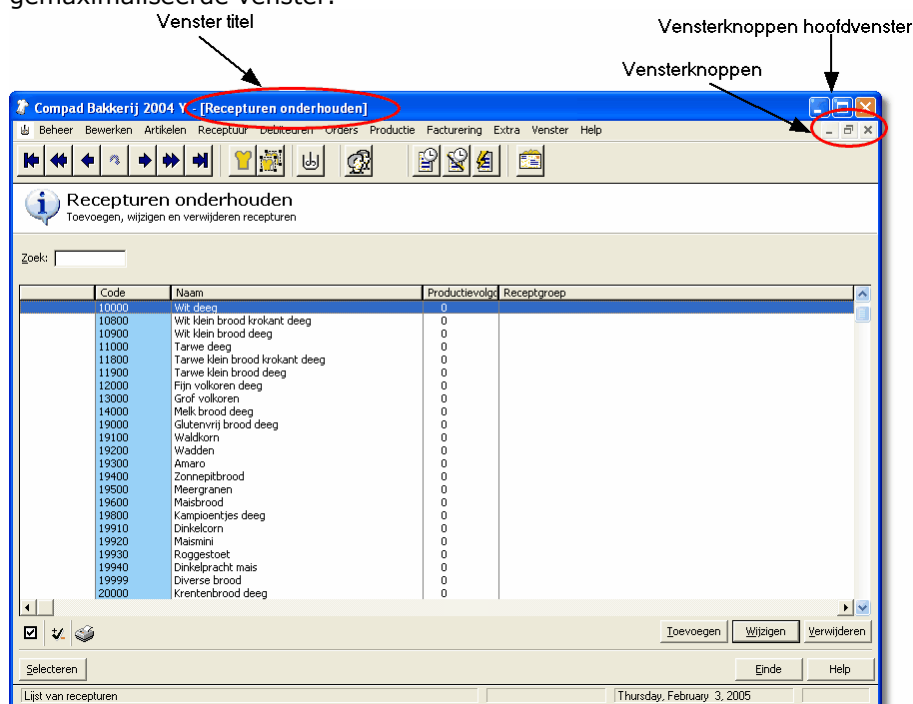 gemaximaliseerde venster:
Venster titel
Vensterknoppen hoofdvenster
Vensterknoppen
Compad Bakkerij 2004 Y - [Recepturen onderhouden]
Beheer Bewerken Artikelen Receptuur Debiteuren Orders Productie Facturering Extra Venster Help
Recepturen onderhouden
Toevoegen, wijzigen en verwijderen recepturen
Zoek:
Code Naam Productievolgo Receptgroep
10000 Wit deeg 0
10800 Wit klein brood krokant deeg 0
10900 Wit klein brood deeg 0
11000 Tarwe deeg 0
11800 Tarwe klein brood krokant deeg 0
11900 Tarwe klein brood deeg 0
12000 Fijn volkoren deeg 0
13000 Grof volkoren 0
14000 Melk brood deeg 0
19000 Glutenvrij brood deeg 0
19100 Waldkorn 0
19200 Wadden 0
19300 Amaro 0
19400 Zonnepitbrood 0
19500 Meergranen 0
19600 Maisbrood 0
19800 Kampioentjes deeg 0
19910 Dinkelcorn 0
19920 Maismini 0
19930 Roggestoet 0
19940 Dinkelpracht mais 0
19999 Diverse brood 0
20000 Krentenbrood deeg 0
Toevoegen Wijzigen Verwijderen
Selecteren Einde Help
Lijst van recepturen Thursday, February 3, 2005